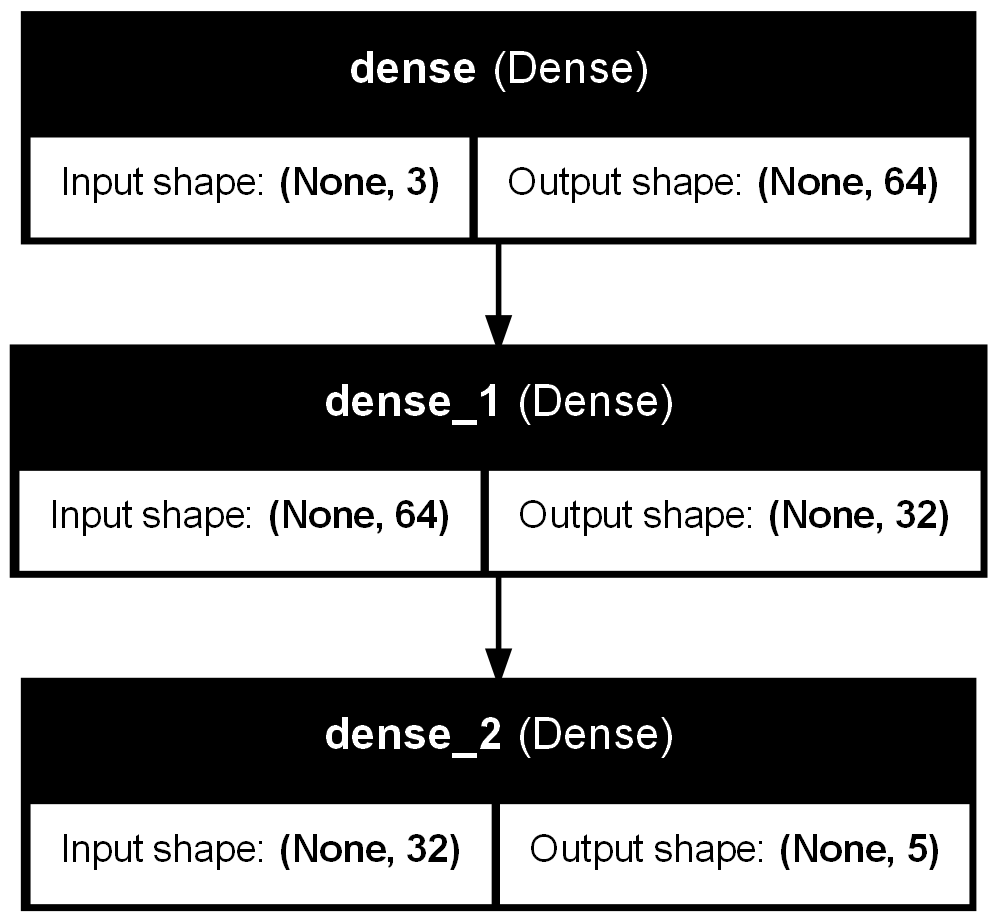 dense (Dense)
Input shape: (None, 3)
Output shape: (None, 64)
dense_1 (Dense)
Input shape: (None, 64)
Output shape: (None, 32)
dense_2 (Dense)
Input shape: (None, 32)
Output shape: (None, 5)